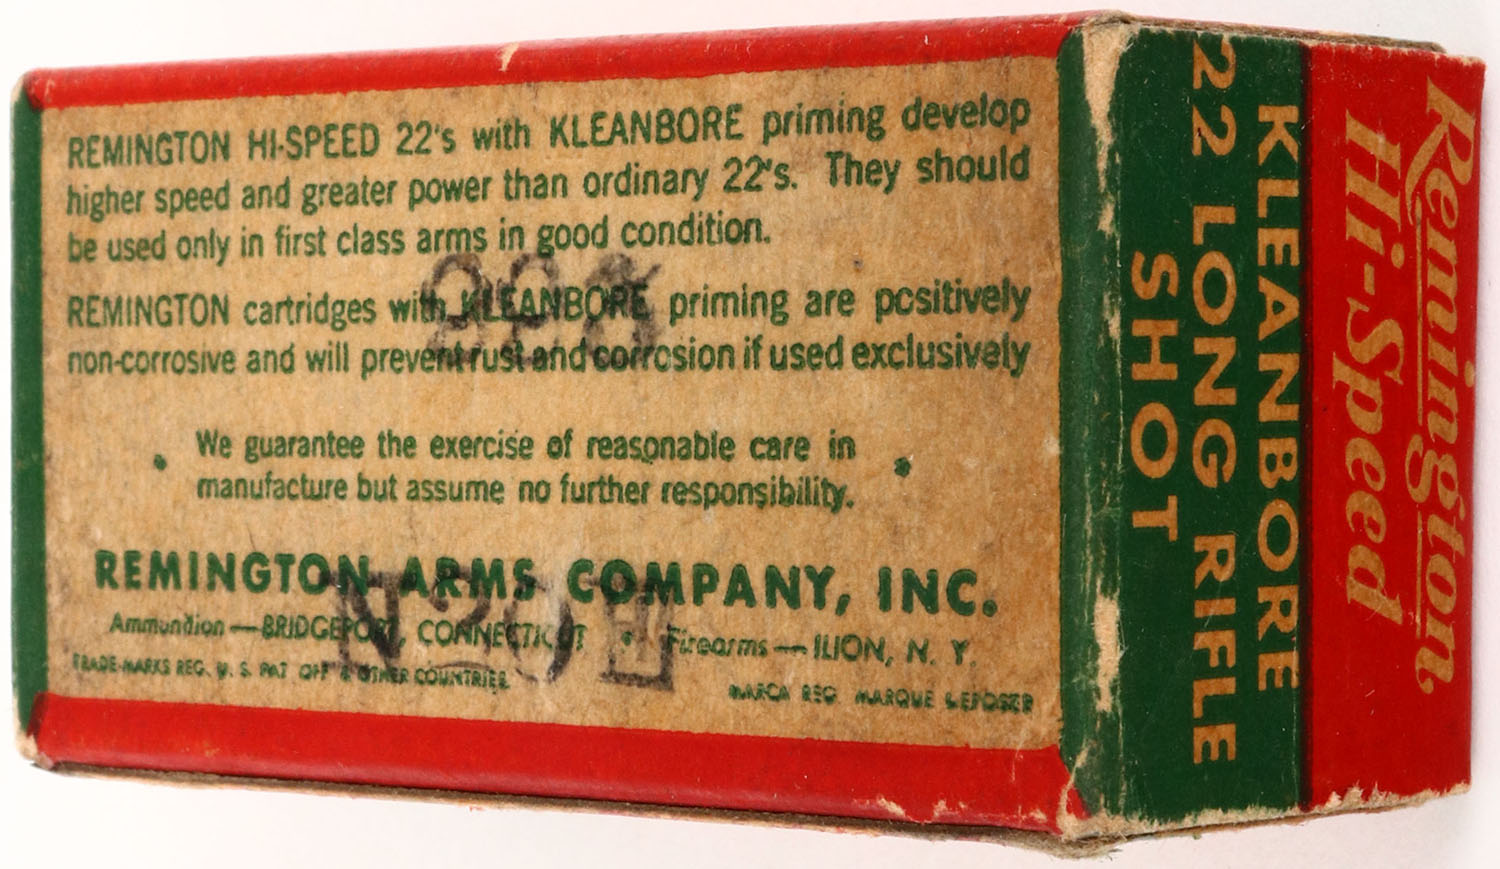 REMINGTON HI-SPEED 22's with KLEANBORE priming develop
higher speed and greater power than ordinary 22's. They should
be used only in first class arms in good condition.
REMINGTON cartridges with KLEANBORE priming are positively
non-corrosive and will prevent rust and corrosion if used exclusively
We guarantee the exercise of reasonable care in
manufacture but assume no further responsibility.
REMINGTON ARMS COMPANY, INC.
Ammunition—BRIDGEPORT, CONNECTICUT • Firearms—ILION, N. Y.
TRADE-MARKS REG. U. S. PAT OFF & OTHER COUNTRIES
MARCA REG MARQUE DEPOSEE
N20E
Remington
Hi-Speed
KLEANBORE
22 LONG RIFLE
SHOT